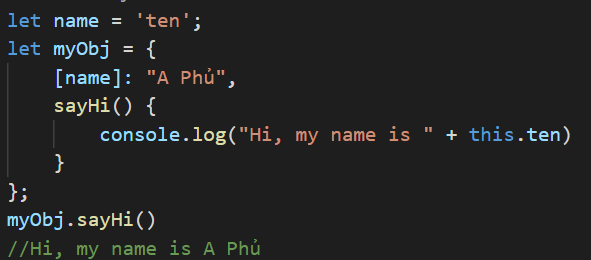 let name = 'ten';
let myObj = {
    [name]: "A Phủ",
    sayHi() {
        console.log("Hi, my name is " + this.ten)
    }
};
myObj.sayHi()
//Hi, my name is A Phủ